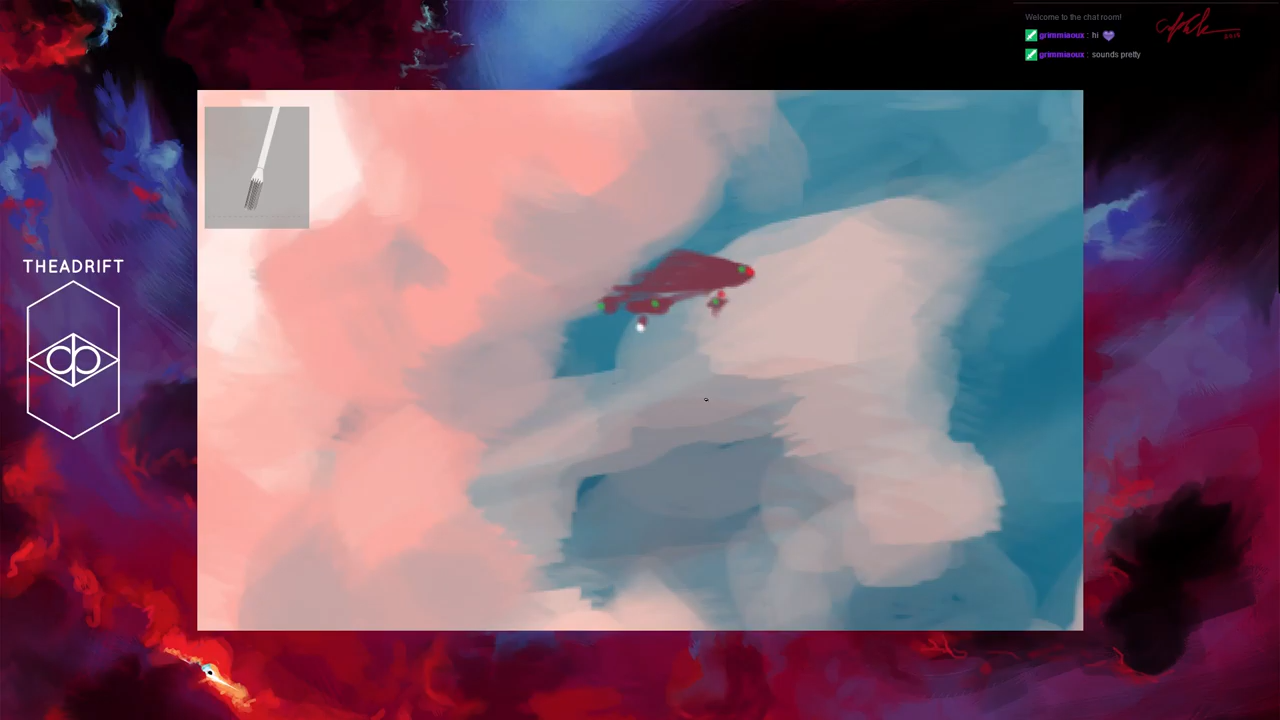 Welcome to the chat room!
grimmiaoux : hi 💜
grimmiaoux : sounds pretty
THEADRIFT